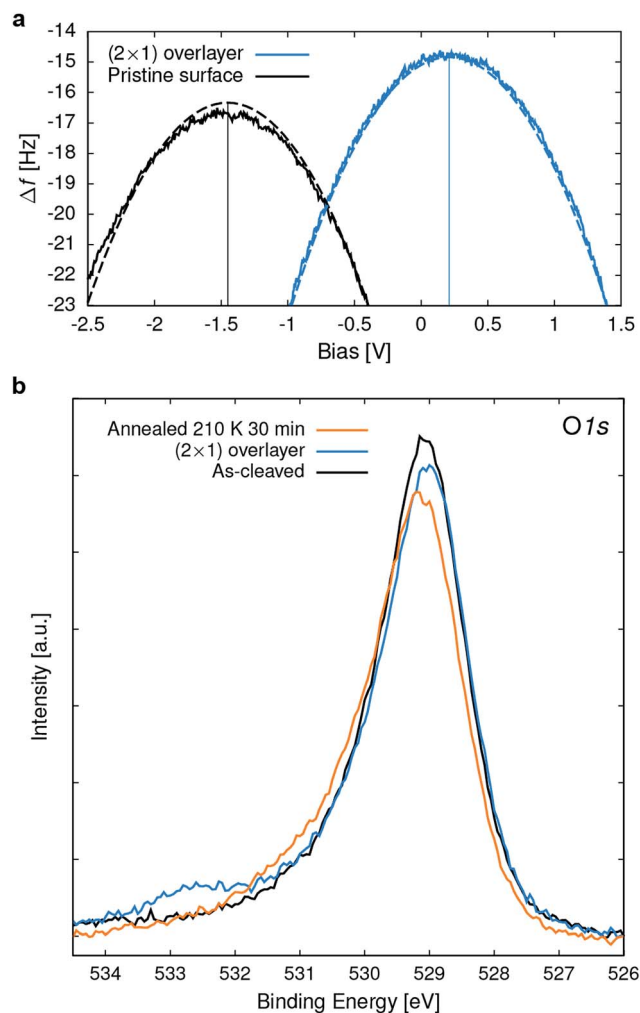 a
(2×1) overlayer
Pristine surface
-14
-15
-16
-17
-18
-19
-20
-21
-22
-23
Δf [Hz]
-2.5 -2 -1.5 -1 -0.5 0 0.5 1 1.5
Bias [V]
b
O1s
Annealed 210 K 30 min
(2×1) overlayer
As-cleaved
Intensity [a.u.]
534 533 532 531 530 529 528 527 526
Binding Energy [eV]